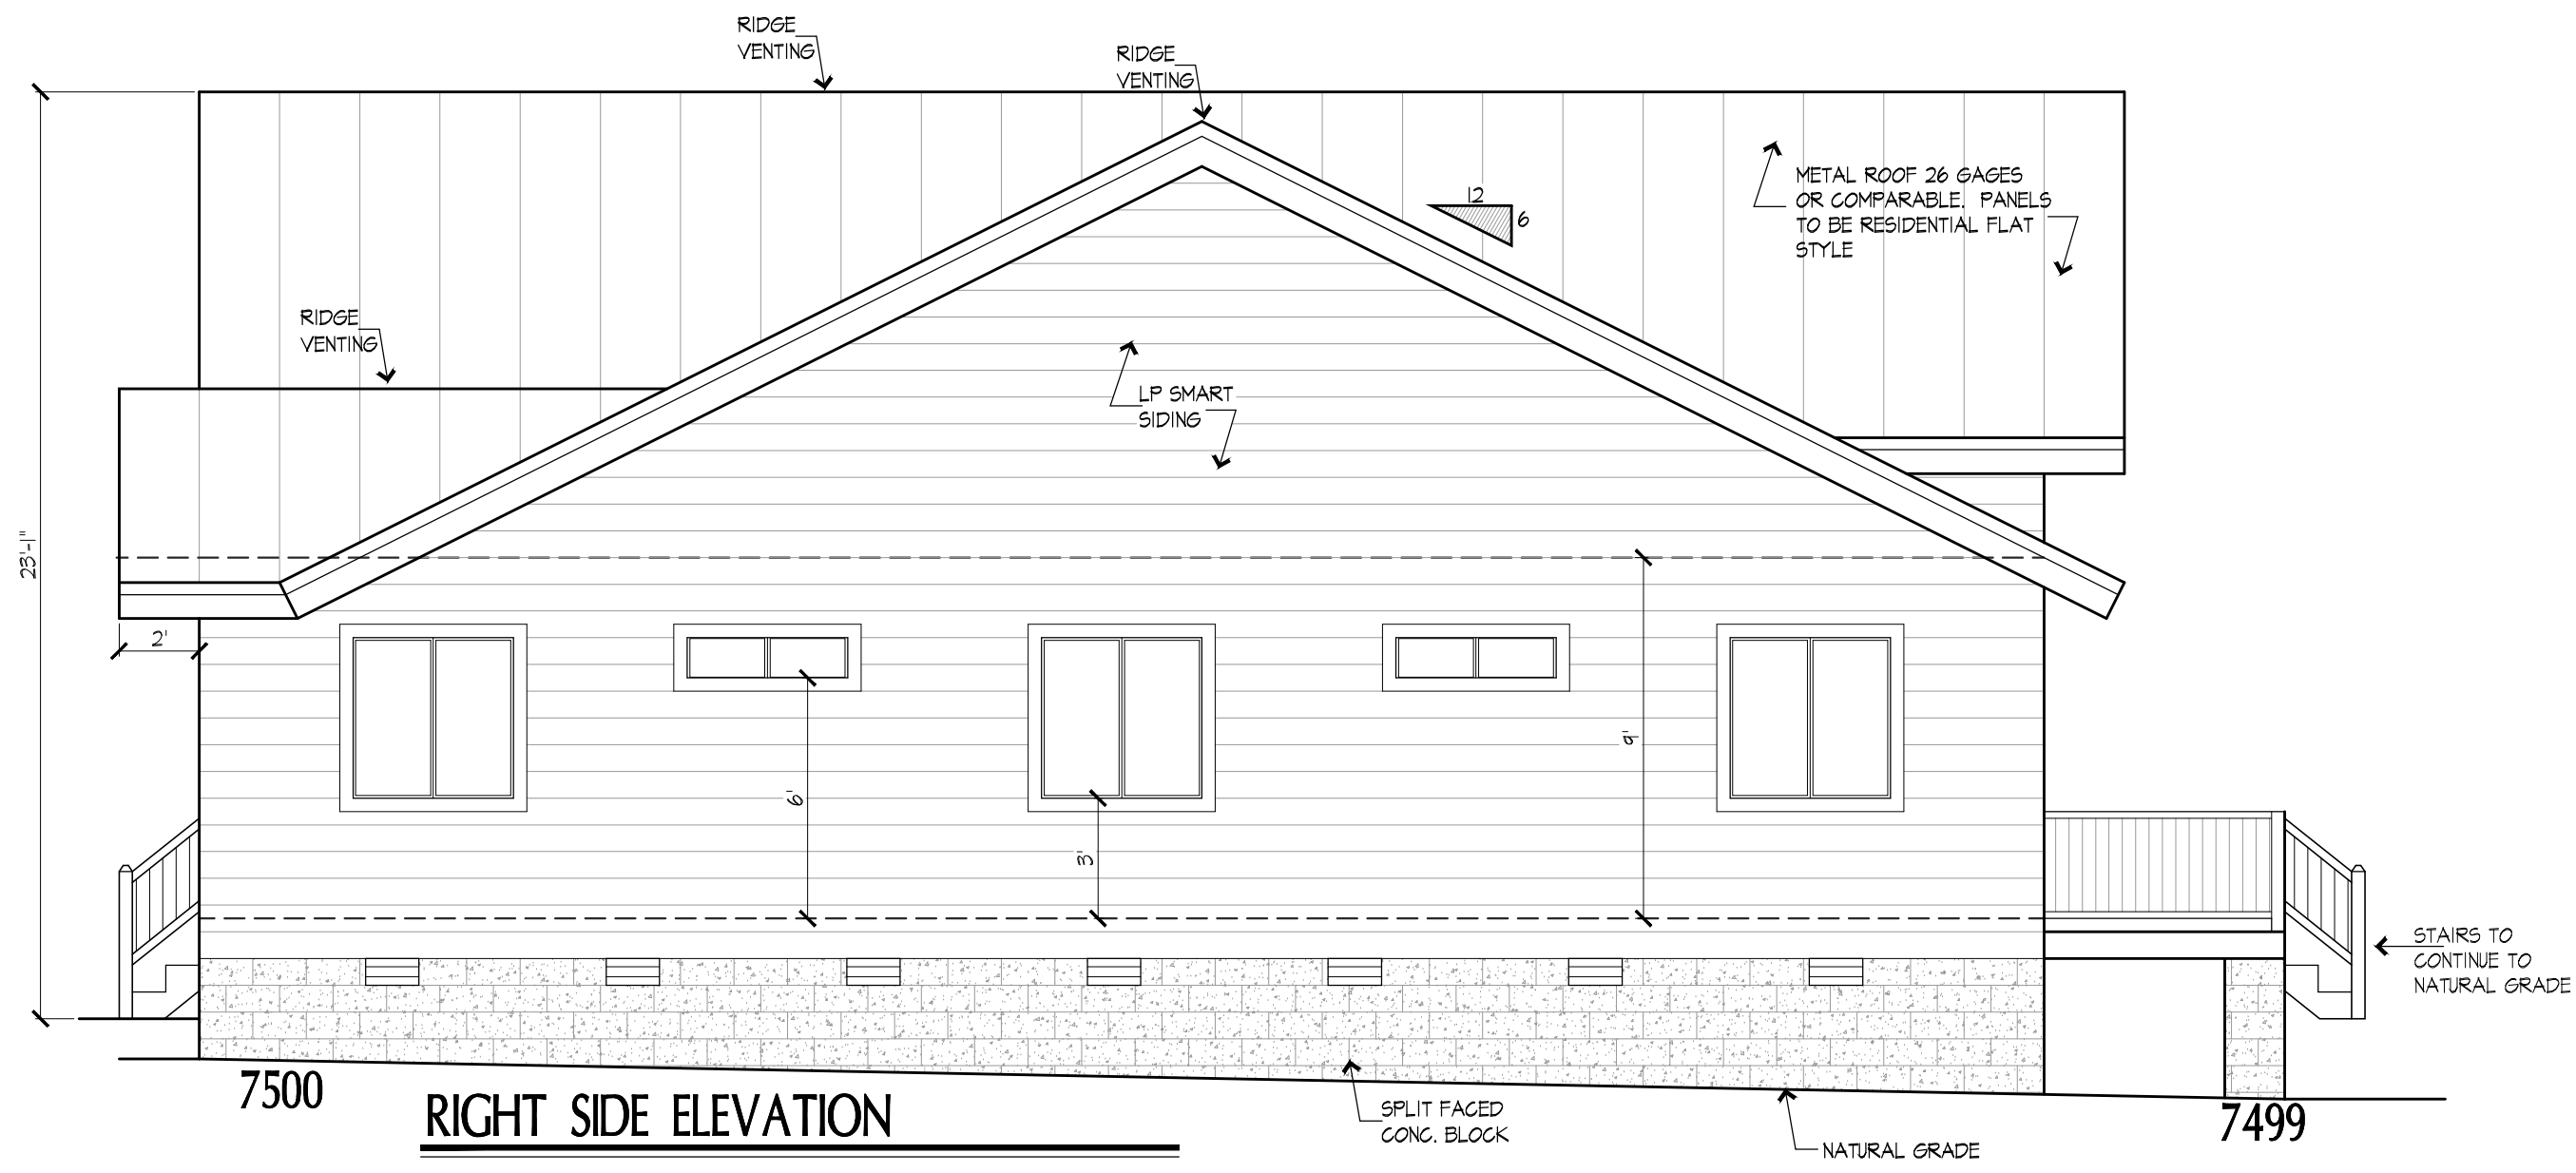 RIDGE
VENTING
RIDGE
VENTING
12
6
METAL ROOF 26 GAGES
OR COMPARABLE. PANELS
TO BE RESIDENTIAL FLAT
STYLE
RIDGE
VENTING
LP SMART
SIDING
23'-1"
2'
6'
3'
9'
STAIRS TO
CONTINUE TO
NATURAL GRADE
7500
RIGHT SIDE ELEVATION
SPLIT FACED
CONC. BLOCK
NATURAL GRADE
7499